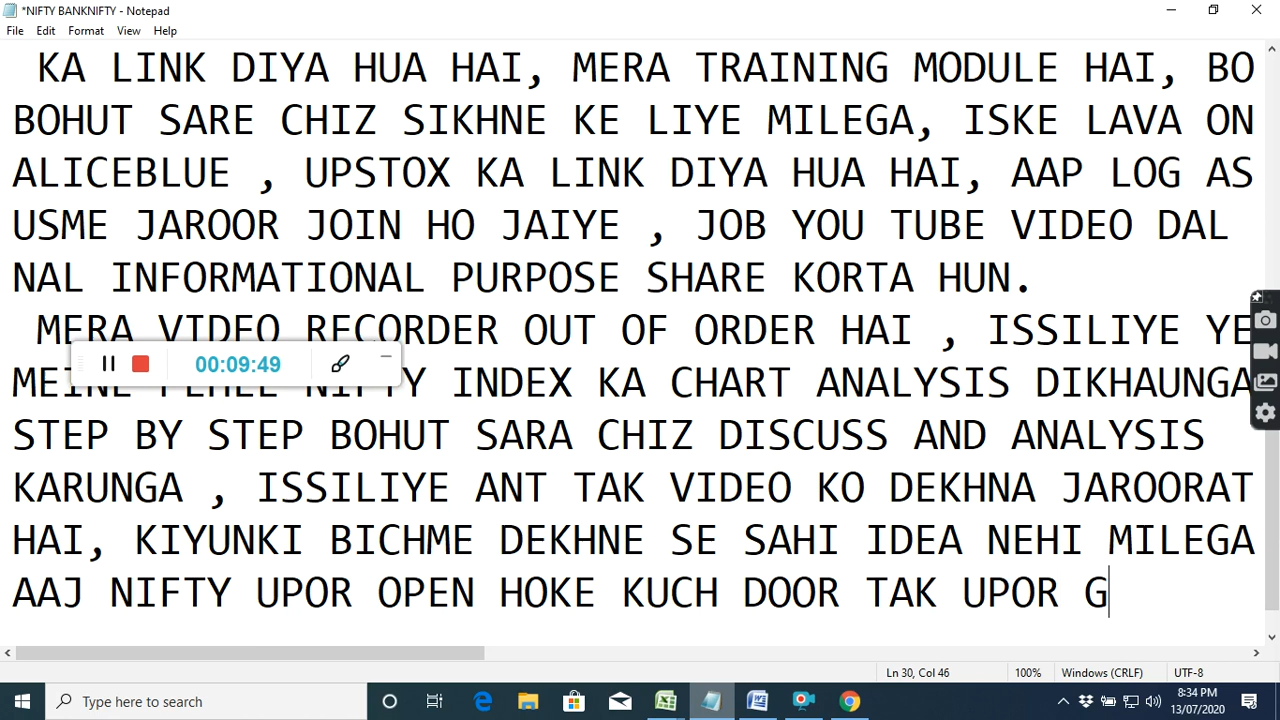 *NIFTY BANKNIFTY - Notepad
File Edit Format View Help
KA LINK DIYA HUA HAI, MERA TRAINING MODULE HAI, BO
BOHUT SARE CHIZ SIKHNE KE LIYE MILEGA, ISKE LAVA ON
ALICEBLUE , UPSTOX KA LINK DIYA HUA HAI, AAP LOG AS
USME JAROOR JOIN HO JAIYE , JOB YOU TUBE VIDEO DAL
NAL INFORMATIONAL PURPOSE SHARE KORTA HUN.
MERA VIDEO RECORDER OUT OF ORDER HAI , ISSILIYE YE
00:09:49
MEINE PEHLE NIFTY INDEX KA CHART ANALYSIS DIKHAUNGA
STEP BY STEP BOHUT SARA CHIZ DISCUSS AND ANALYSIS
KARUNGA , ISSILIYE ANT TAK VIDEO KO DEKHNA JAROORAT
HAI, KIYUNKI BICHME DEKHNE SE SAHI IDEA NEHI MILEGA
AAJ NIFTY UPOR OPEN HOKE KUCH DOOR TAK UPOR G
Ln 30, Col 46 100% Windows (CRLF) UTF-8
Type here to search
8:34 PM
13/07/2020